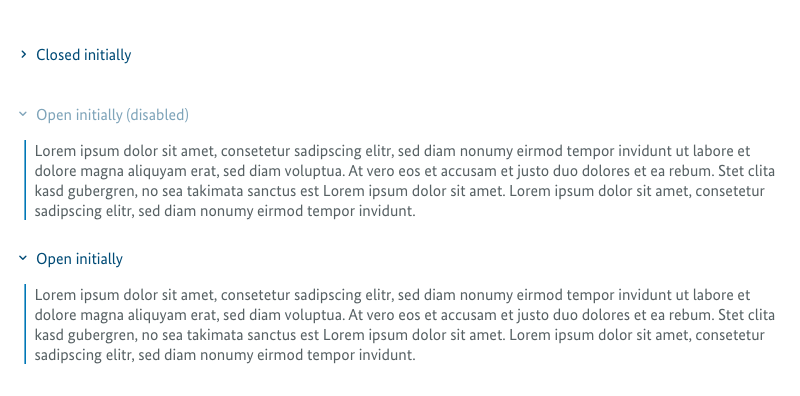 Closed initially
Open initially (disabled)
Lorem ipsum dolor sit amet, consetetur sadipscing elitr, sed diam nonumy eirmod tempor invidunt ut labore et
dolore magna aliquyam erat, sed diam voluptua. At vero eos et accusam et justo duo dolores et ea rebum. Stet clita
kasd gubergren, no sea takimata sanctus est Lorem ipsum dolor sit amet. Lorem ipsum dolor sit amet, consetetur
sadipscing elitr, sed diam nonumy eirmod tempor invidunt.
Open initially
Lorem ipsum dolor sit amet, consetetur sadipscing elitr, sed diam nonumy eirmod tempor invidunt ut labore et
dolore magna aliquyam erat, sed diam voluptua. At vero eos et accusam et justo duo dolores et ea rebum. Stet clita
kasd gubergren, no sea takimata sanctus est Lorem ipsum dolor sit amet. Lorem ipsum dolor sit amet, consetetur
sadipscing elitr, sed diam nonumy eirmod tempor invidunt.